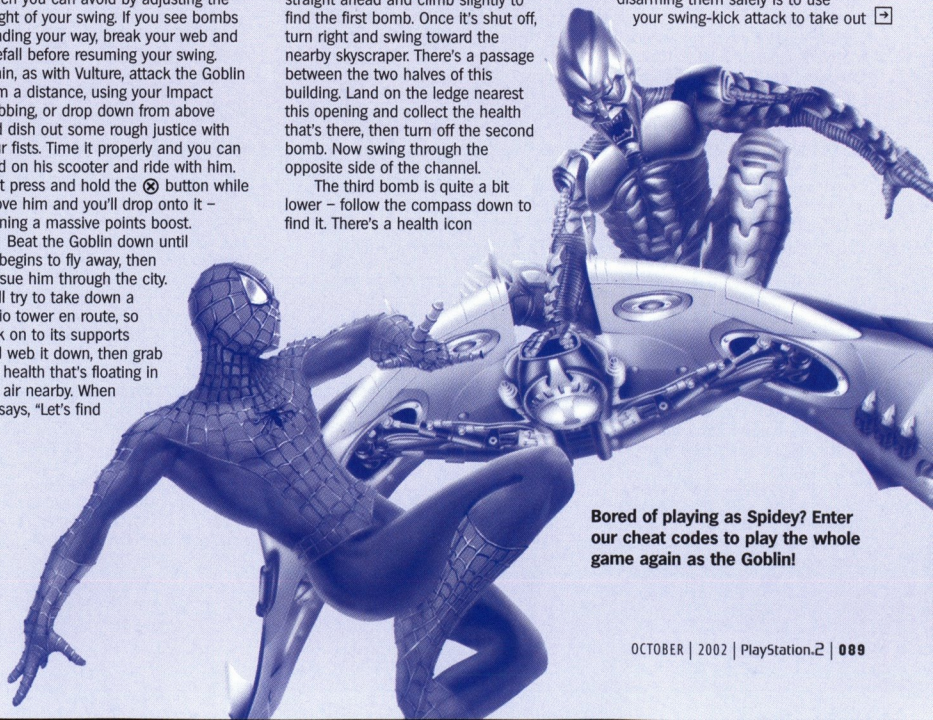 ght of your swing. If you see bombs
nding your way, break your web and
efall before resuming your swing.
in, as with Vulture, attack the Goblin
m a distance, using your Impact
bbing, or drop down from above
d dish out some rough justice with
ur fists. Time it properly and you can
d on his scooter and ride with him.
t press and hold the ⊗ button while
ove him and you'll drop onto it –
ning a massive points boost.
Beat the Goblin down until
begins to fly away, then
sue him through the city.
ll try to take down a
io tower en route, so
k on to its supports
l web it down, then grab
health that's floating in
air nearby. When
says, "Let's find
straight ahead and climb slightly to
find the first bomb. Once it's shut off,
turn right and swing toward the
nearby skyscraper. There's a passage
between the two halves of this
building. Land on the ledge nearest
this opening and collect the health
that's there, then turn off the second
bomb. Now swing through the
opposite side of the channel.
The third bomb is quite a bit
lower – follow the compass down to
find it. There's a health icon
disarming them safely is to use
your swing-kick attack to take out →
Bored of playing as Spidey? Enter
our cheat codes to play the whole
game again as the Goblin!
OCTOBER | 2002 | PlayStation.2 | 089